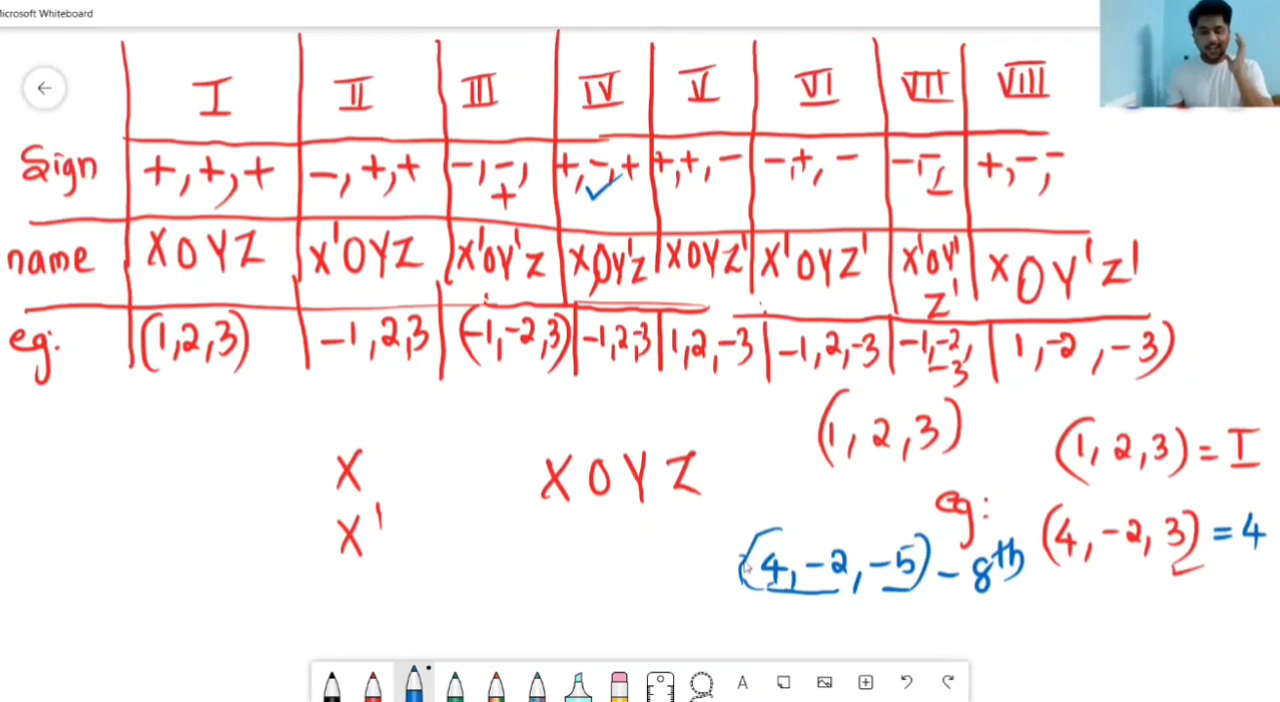 Microsoft Whiteboard
I II III IV V VI VII VIII
Sign +,+,+ -,+,+ -,-,+ +,-,+ +,+,- -,+,- -,-,- +,-,-
name XOYZ X'OYZ X'OY'Z XOY'Z XOYZ' X'OYZ' X'OY'Z' XOY'Z'
eg: (1,2,3) -1,2,3 (-1,-2,3) -1,2,-3 1,2,-3 -1,2,-3 -1,-2,-3 1,-2,-3)
(1,2,3) (1,2,3)=I
X XOYZ
X' eg: (4,-2,3)=4
(4,-2,-5)-8th
A